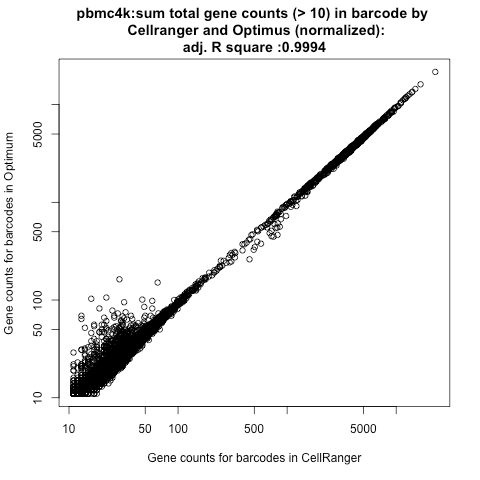 pbmc4k:sum total gene counts (> 10) in barcode by
Cellranger and Optimus (normalized):
adj. R square :0.9994
Gene counts for barcodes in Optimum
5000
500
100
50
10
10 50 100 500 5000
Gene counts for barcodes in CellRanger